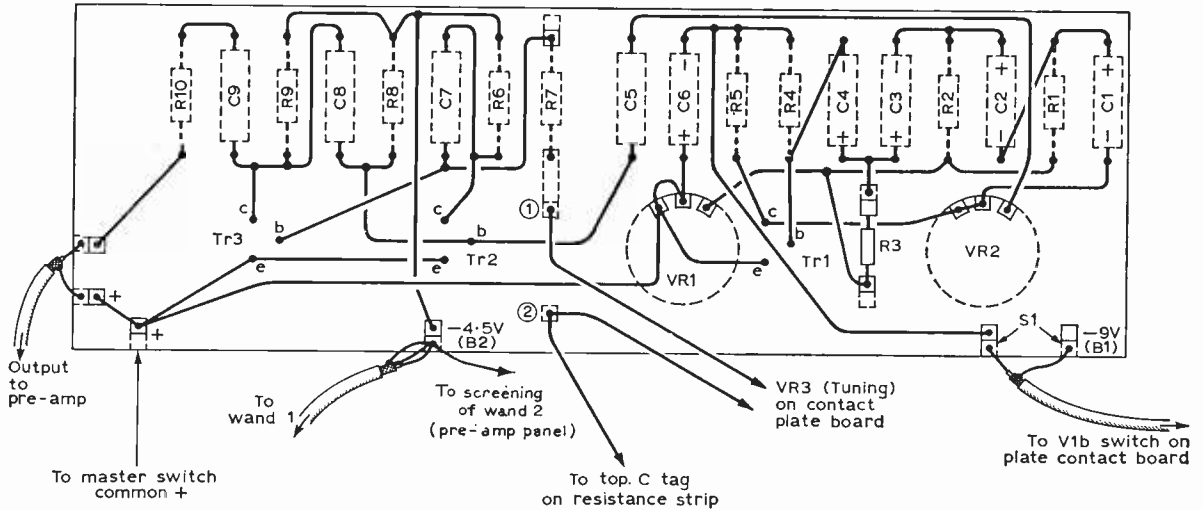 R10
C9
R9
C8
R8
C7
R6
R7
C5
C6
R5
R4
C4
C3
R2
C2
R1
C1
− + − + − + − + − + + −
c
b
e
Tr3
c
b
e
Tr2
①
②
VR1
c
b
e
Tr1
R3
VR2
+
+
−4·5V
(B2)
S1
−9V
(B1)
Output
to
pre-amp
To master switch
common +
To
wand 1
To screening
of wand 2
(pre-amp panel)
To top. C tag
on resistance strip
VR3 (Tuning)
on contact
plate board
To V1b switch on
plate contact board